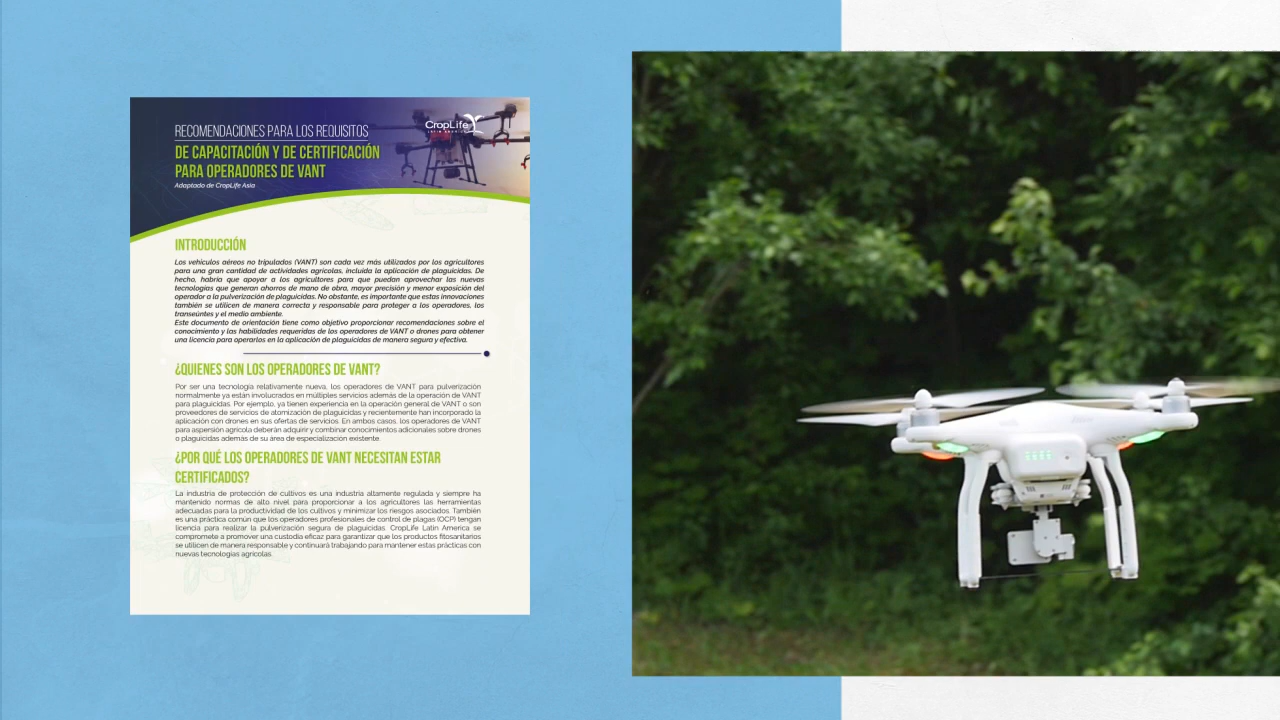 RECOMENDACIONES PARA LOS REQUISITOS
DE CAPACITACIÓN Y DE CERTIFICACIÓN
PARA OPERADORES DE VANT
Adaptado de CropLife Asia
CropLife
LATIN AMERICA
INTRODUCCIÓN
Los vehículos aéreos no tripulados (VANT) son cada vez más utilizados por los agricultores
para una gran cantidad de actividades agrícolas, incluida la aplicación de plaguicidas. De
hecho, habría que apoyar a los agricultores para que puedan aprovechar las nuevas
tecnologías que generan ahorros de mano de obra, mayor precisión y menor exposición del
operador a la pulverización de plaguicidas. No obstante, es importante que estas innovaciones
también se utilicen de manera correcta y responsable para proteger a los operadores, los
transeúntes y el medio ambiente.
Este documento de orientación tiene como objetivo proporcionar recomendaciones sobre el
conocimiento y las habilidades requeridas de los operadores de VANT o drones para obtener
una licencia para operarlos en la aplicación de plaguicidas de manera segura y efectiva.
¿QUIENES SON LOS OPERADORES DE VANT?
Por ser una tecnología relativamente nueva, los operadores de VANT para pulverización
normalmente ya están involucrados en múltiples servicios además de la operación de VANT
para plaguicidas. Por ejemplo, ya tienen experiencia en la operación general de VANT o son
proveedores de servicios de atomización de plaguicidas y recientemente han incorporado la
aplicación con drones en sus ofertas de servicios. En ambos casos, los operadores de VANT
para aspersión agrícola deberán adquirir y combinar conocimientos adicionales sobre drones
o plaguicidas además de su área de especialización existente.
¿POR QUÉ LOS OPERADORES DE VANT NECESITAN ESTAR
CERTIFICADOS?
La industria de protección de cultivos es una industria altamente regulada y siempre ha
mantenido normas de alto nivel para proporcionar a los agricultores las herramientas
adecuadas para la productividad de los cultivos y minimizar los riesgos asociados. También
es una práctica común que los operadores profesionales de control de plagas (OCP) tengan
licencia para realizar la pulverización segura de plaguicidas. CropLife Latin America se
compromete a promover una custodia eficaz para garantizar que los productos fitosanitarios
se utilicen de manera responsable y continuará trabajando para mantener estas prácticas con
nuevas tecnologías agrícolas.